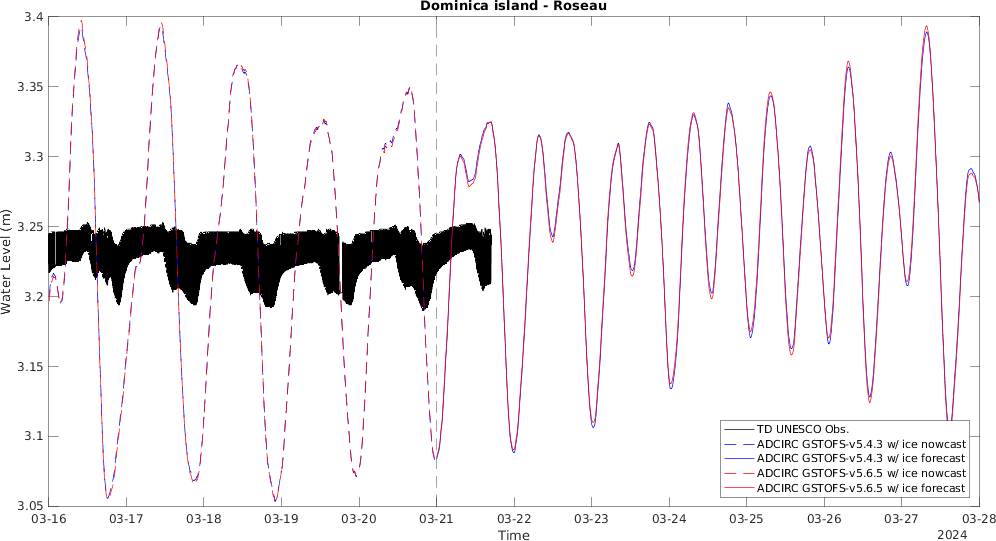 Dominica island - Roseau
Water Level (m)
3.4
3.35
3.3
3.25
3.2
3.15
3.1
3.05
03-16 03-17 03-18 03-19 03-20 03-21 03-22 03-23 03-24 03-25 03-26 03-27 03-28
Time
2024
TD UNESCO Obs.
ADCIRC GSTOFS-v5.4.3 w/ ice nowcast
ADCIRC GSTOFS-v5.4.3 w/ ice forecast
ADCIRC GSTOFS-v5.6.5 w/ ice nowcast
ADCIRC GSTOFS-v5.6.5 w/ ice forecast